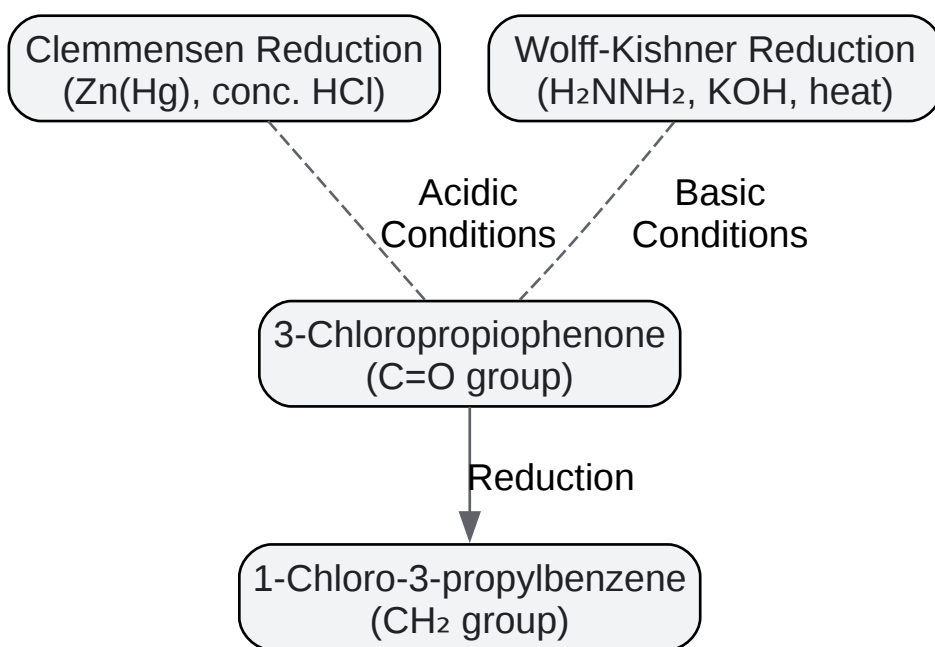 Clemmensen Reduction
(Zn(Hg), conc. HCl)
Wolff-Kishner Reduction
(H₂NNH₂, KOH, heat)
Acidic
Conditions
Basic
Conditions
3-Chloropropiophenone
(C=O group)
Reduction
1-Chloro-3-propylbenzene
(CH₂ group)